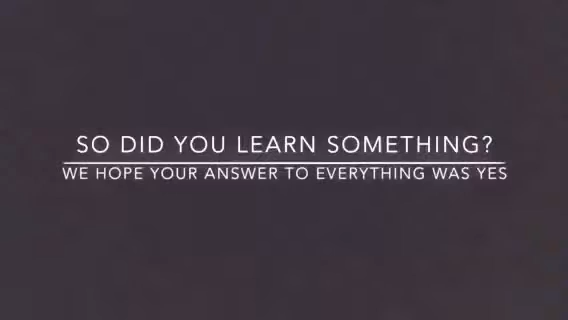 SO DID YOU LEARN SOMETHING?
WE HOPE YOUR ANSWER TO EVERYTHING WAS YES